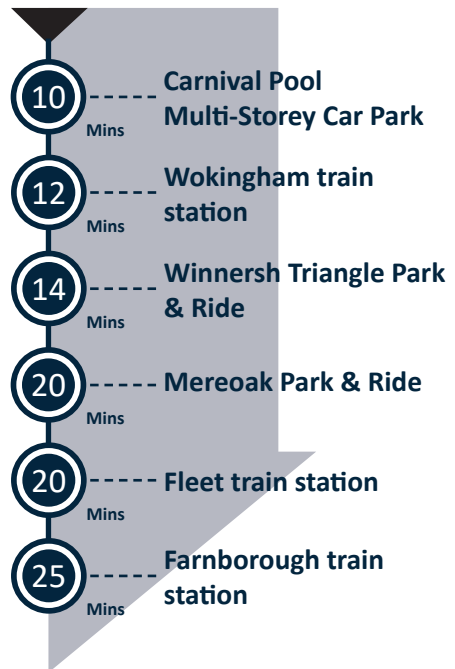 10
Mins
Carnival Pool
Multi-Storey Car Park
12
Mins
Wokingham train
station
14
Mins
Winnersh Triangle Park
& Ride
20
Mins
Mereoak Park & Ride
20
Mins
Fleet train station
25
Mins
Farnborough train
station